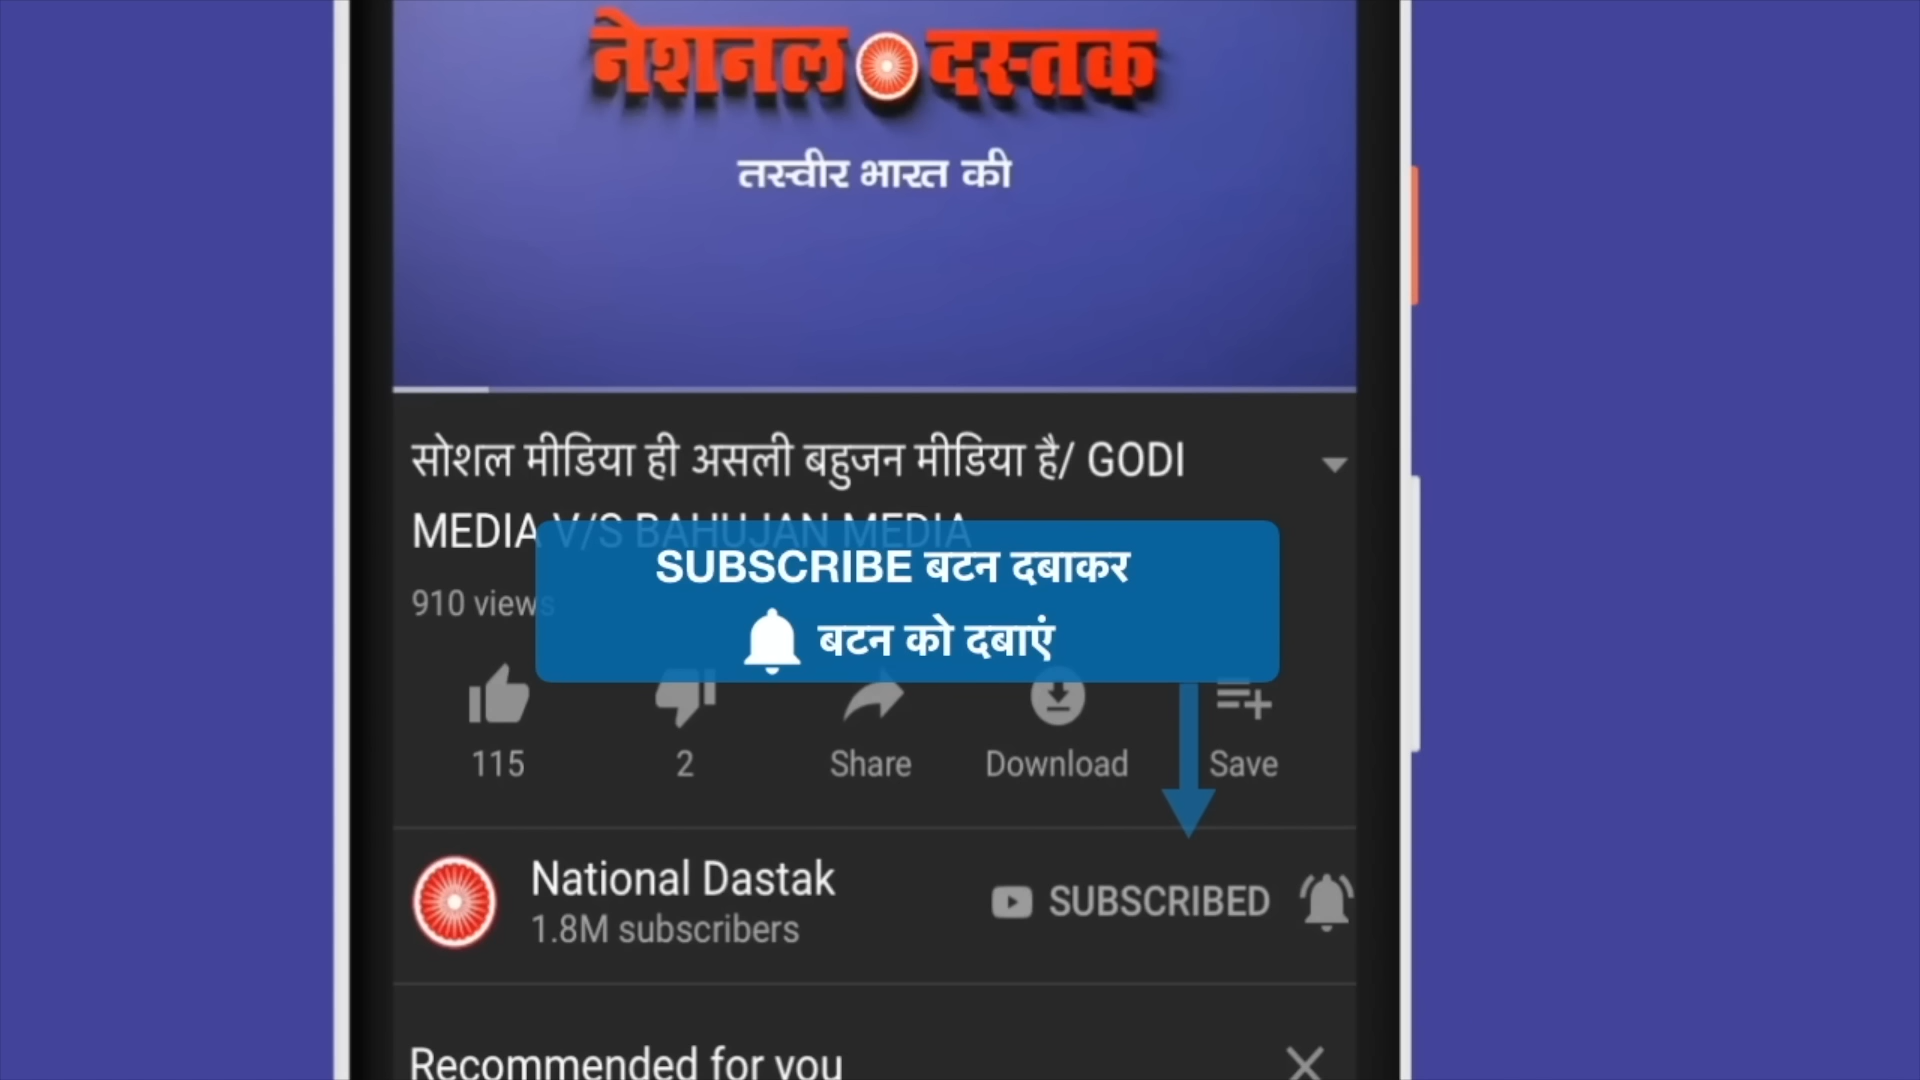 नेशनल दस्तक
तस्वीर भारत की
सोशल मीडिया ही असली बहुजन मीडिया है/ GODI
MEDIA V/S BAHUJAN MEDIA
910 views
SUBSCRIBE बटन दबाकर
बटन को दबाएं
115
2
Share
Download
Save
National Dastak
1.8M subscribers
SUBSCRIBED
Recommended for you